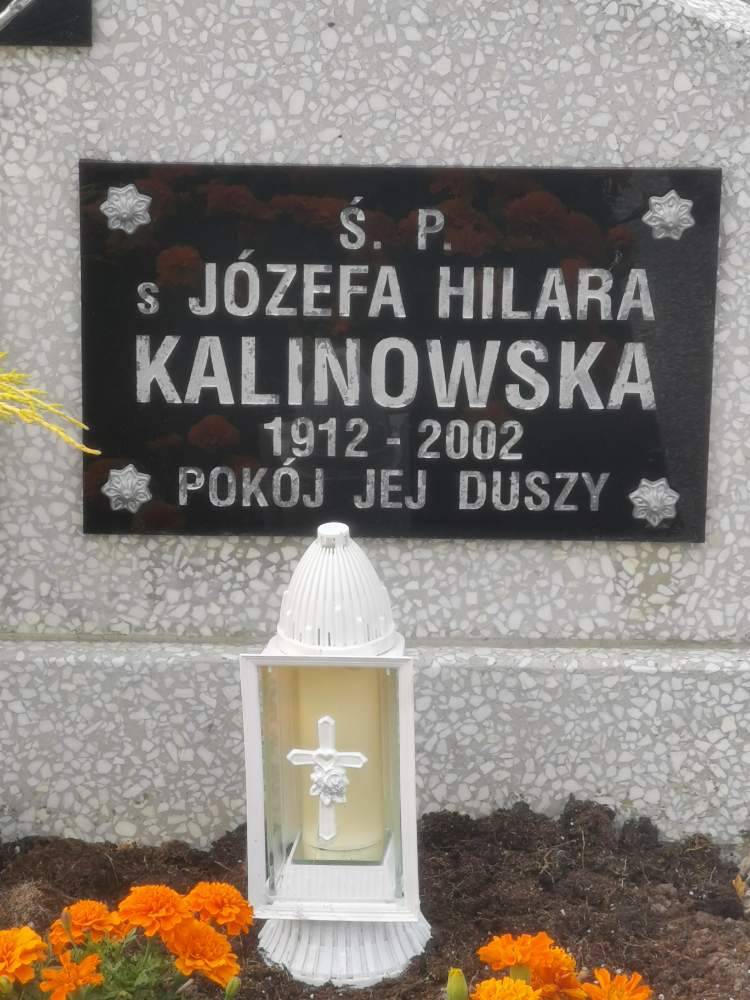 Ś. P.
s JÓZEFA HILARA
KALINOWSKA
1912 - 2002
POKÓJ JEJ DUSZY